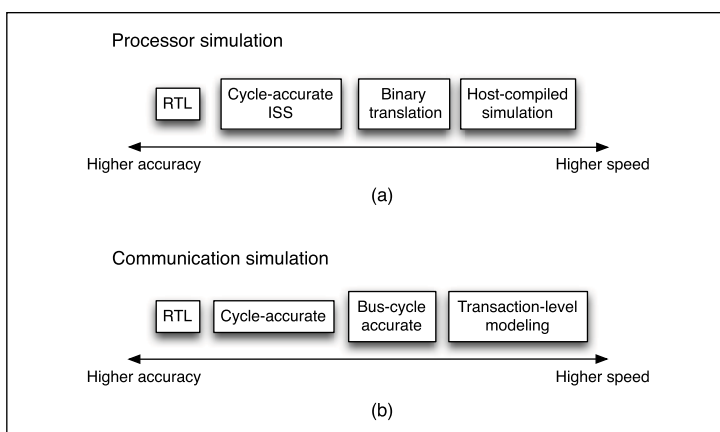 Processor simulation
RTL
Cycle-accurate
ISS
Binary
translation
Host-compiled
simulation
Higher accuracy
Higher speed
(a)
Communication simulation
RTL
Cycle-accurate
Bus-cycle
accurate
Transaction-level
modeling
Higher accuracy
Higher speed
(b)